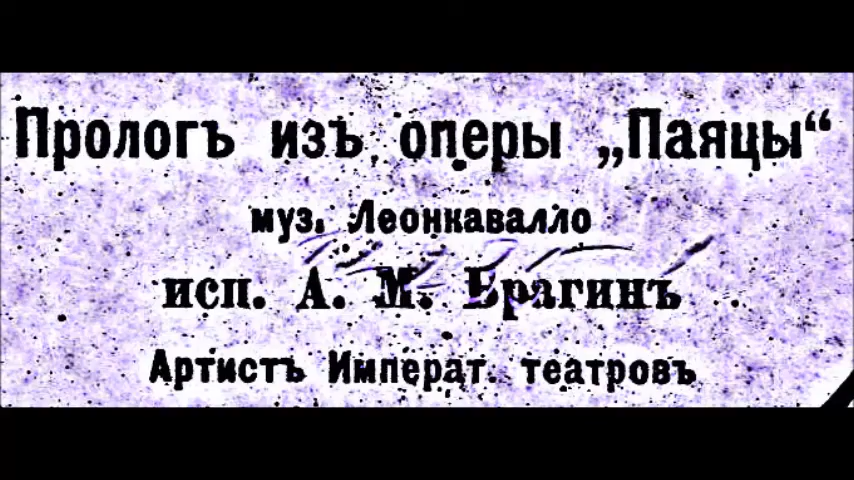 Прологъ изъ оперы „Паяцы“
муз. Леонкавалло
исп. А. М. Брагинъ
Артистъ Императ. театровъ